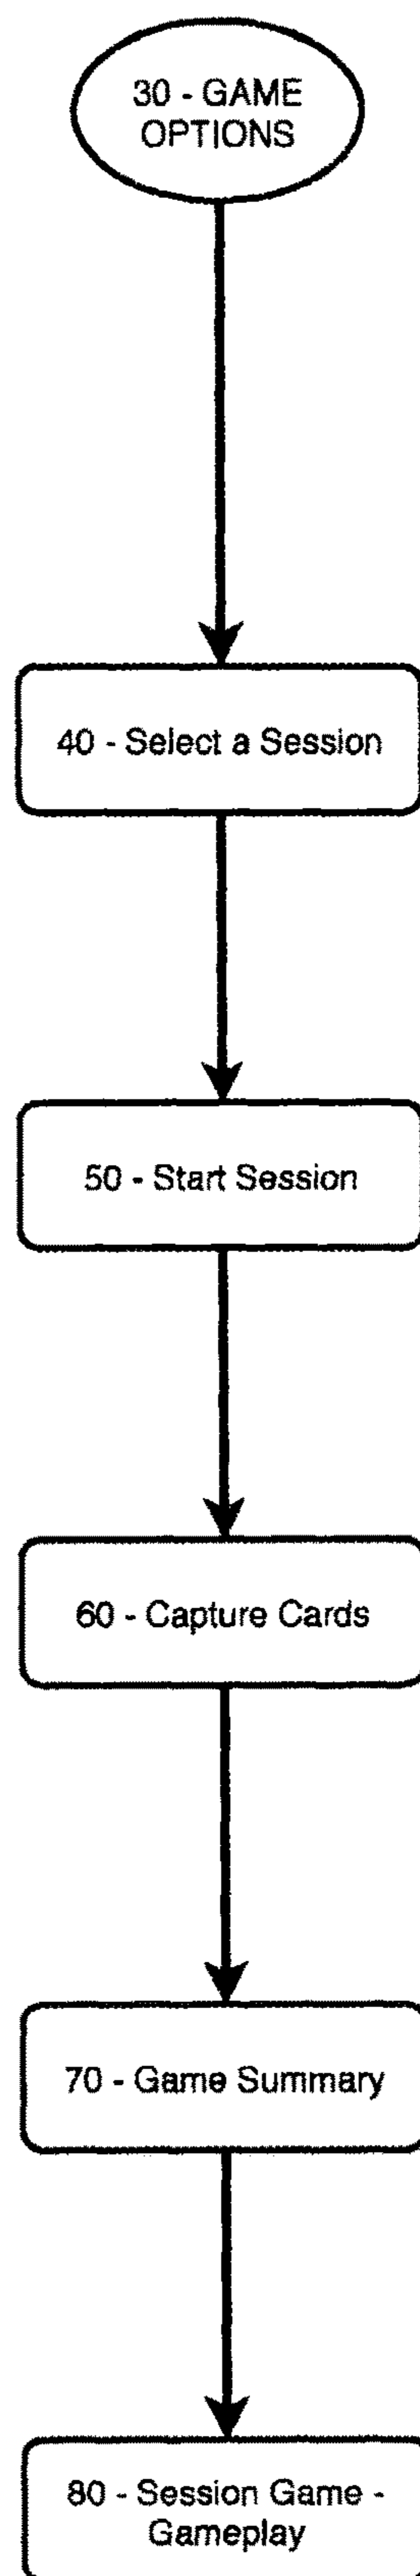 30 - GAME
OPTIONS
40 - Select a Session
50 - Start Session
60 - Capture Cards
70 - Game Summary
80 - Session Game -
Gameplay